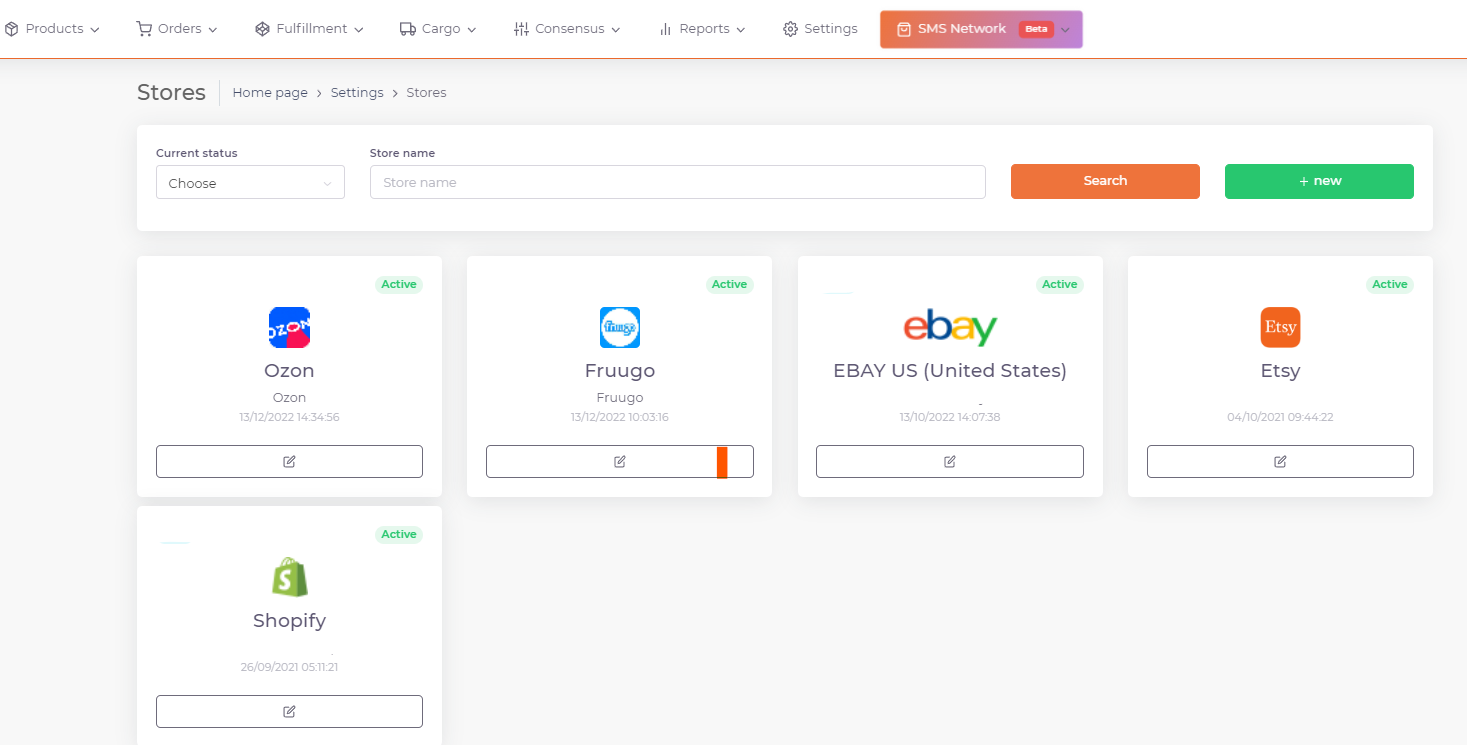 Products Orders Fulfillment Cargo Consensus Reports Settings SMS Network Beta
Stores Home page > Settings > Stores
Current status Store name
Choose Store name Search + new
Active Active Active Active
OZON fruugo ebay Etsy
Ozon Fruugo EBAY US (United States) Etsy
Ozon Fruugo
13/12/2022 14:34:56 13/12/2022 10:03:16 13/10/2022 14:07:38 04/10/2021 09:44:22
Active
S
Shopify
26/09/2021 05:11:21